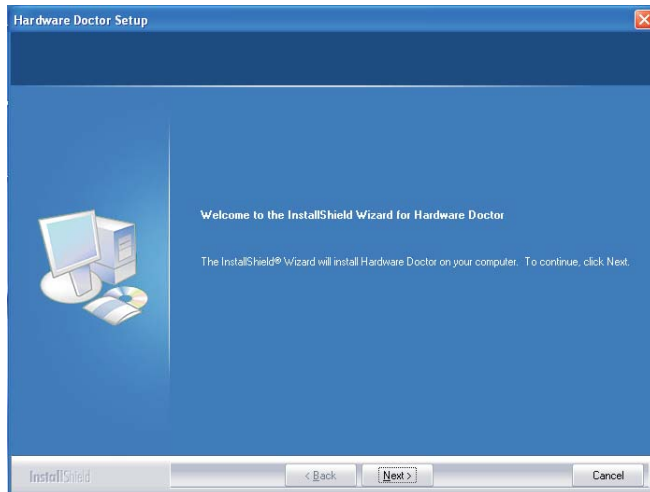 Hardware Doctor Setup
Welcome to the InstallShield Wizard for Hardware Doctor
The InstallShield® Wizard will install Hardware Doctor on your computer. To continue, click Next.
InstallShield
< Back
Next >
Cancel